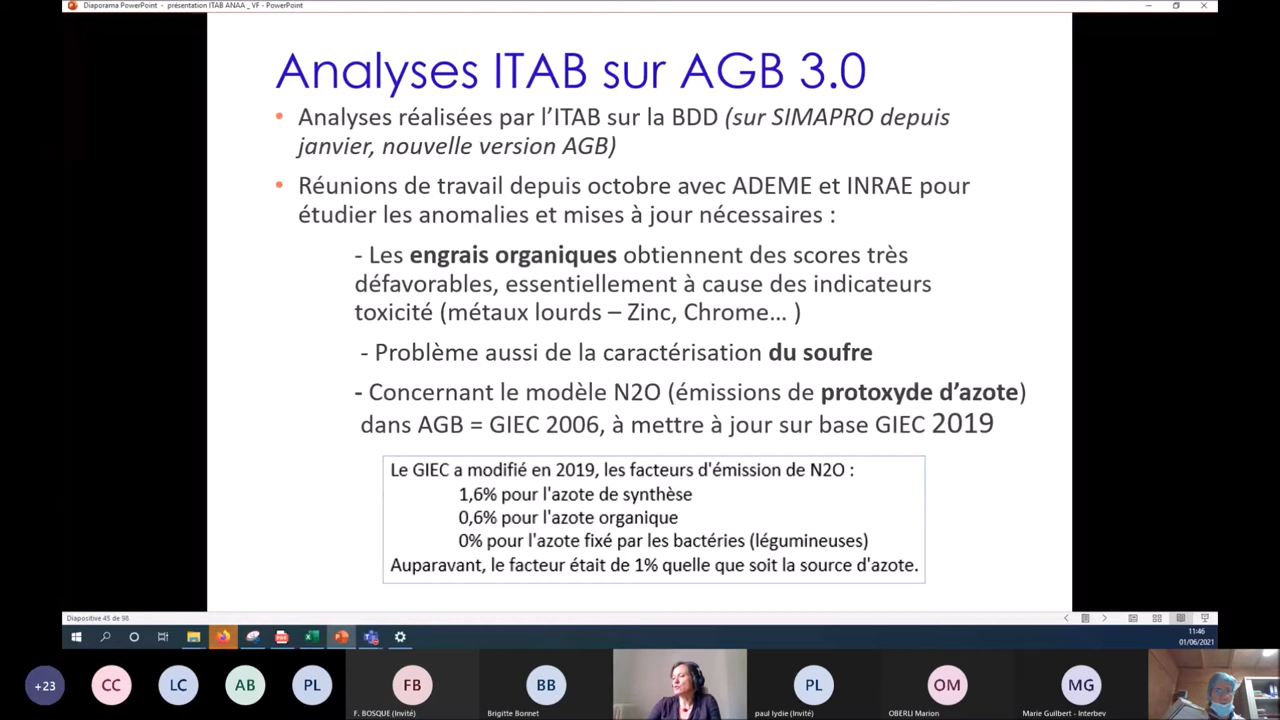 Diaporama PowerPoint - présentation ITAB ANAA _ VF - PowerPoint
Analyses ITAB sur AGB 3.0
• Analyses réalisées par l'ITAB sur la BDD (sur SIMAPRO depuis
janvier, nouvelle version AGB)
• Réunions de travail depuis octobre avec ADEME et INRAE pour
étudier les anomalies et mises à jour nécessaires :
- Les engrais organiques obtiennent des scores très
défavorables, essentiellement à cause des indicateurs
toxicité (métaux lourds – Zinc, Chrome… )
- Problème aussi de la caractérisation du soufre
- Concernant le modèle N2O (émissions de protoxyde d’azote)
dans AGB = GIEC 2006, à mettre à jour sur base GIEC 2019
Le GIEC a modifié en 2019, les facteurs d'émission de N2O :
1,6% pour l'azote de synthèse
0,6% pour l'azote organique
0% pour l'azote fixé par les bactéries (légumineuses)
Auparavant, le facteur était de 1% quelle que soit la source d'azote.
Diapositive 45 de 98
11:46
01/06/2021
+23 CC LC AB PL FB BB PL OM MG
F. BOSQUE (Invité) Brigitte Bonnet paul lydie (Invité) OBERLI Marion Marie Guilbert - Interbev